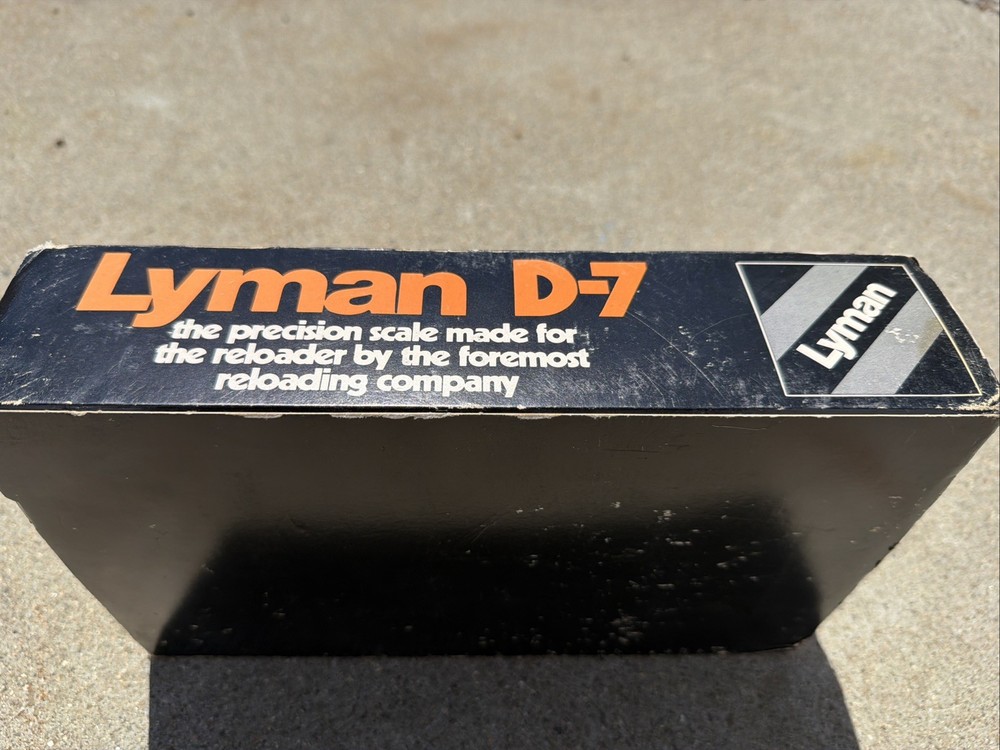 Lyman D-7
the precision scale made for
the reloader by the foremost
reloading company
Lyman